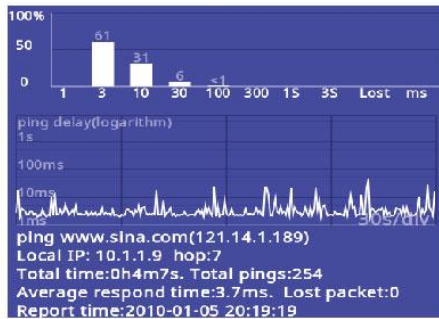 100%
61
50
31
6
<1
0
1 3 10 30 100 300 1S 3S Lost ms
ping delay(logarithm)
1s
100ms
10ms
1ms 30s/div
ping www.sina.com(121.14.1.189)
Local IP: 10.1.1.9 hop:7
Total time:0h4m7s. Total pings:254
Average respond time:3.7ms. Lost packet:0
Report time:2010-01-05 20:19:19